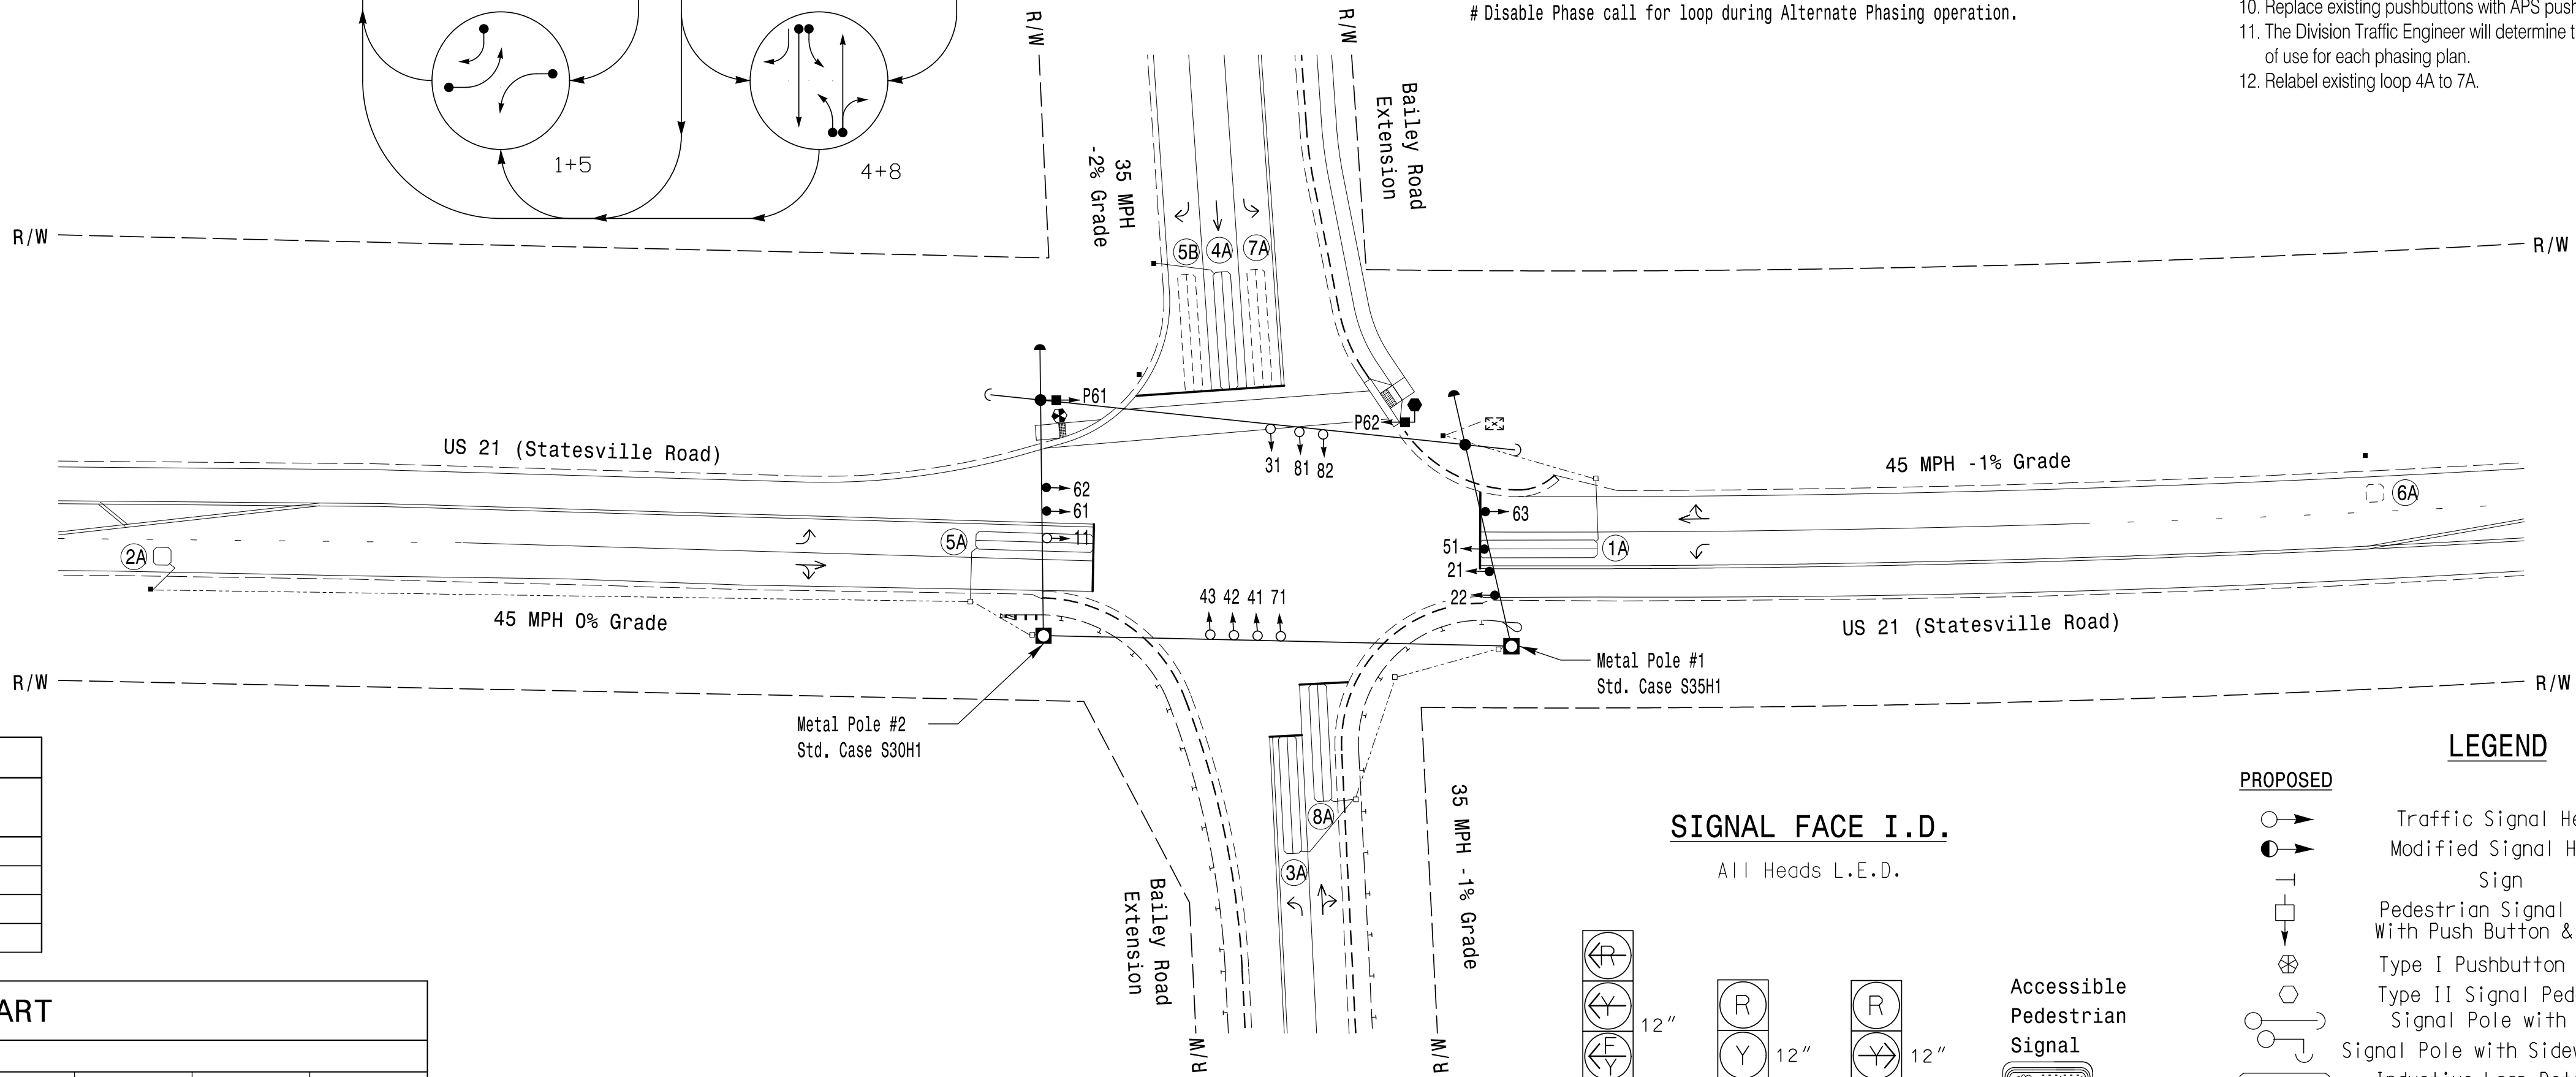 # Disable Phase call for loop during Alternate Phasing operation.
10. Replace existing pushbuttons with APS
11. The Division Traffic Engineer will determine
of use for each phasing plan.
12. Relabel existing loop 4A to 7A.
1+5
4+8
R/W
R/W
R/W
R/W
35 MPH
-2% Grade
Bailey Road
Extension
5B
4A
7A
P61
P62
31
81
82
US 21 (Statesville Road)
45 MPH -1% Grade
62
61
11
63
51
21
22
2A
5A
1A
6A
45 MPH 0% Grade
43
42
41
71
US 21 (Statesville Road)
Metal Pole #1
Std. Case S35H1
R/W
R/W
Metal Pole #2
Std. Case S30H1
8A
3A
35 MPH -1% Grade
Bailey Road
Extension
R/W
R/W
SIGNAL FACE I.D.
All Heads L.E.D.
R
Y
F
Y
12"
R
Y
12"
R
Y
12"
Accessible
Pedestrian
Signal
LEGEND
PROPOSED
Traffic Signal
Modified Signal
Sign
Pedestrian Signal
With Push Button &
Type I Pushbutton
Type II Signal
Signal Pole with
Signal Pole with